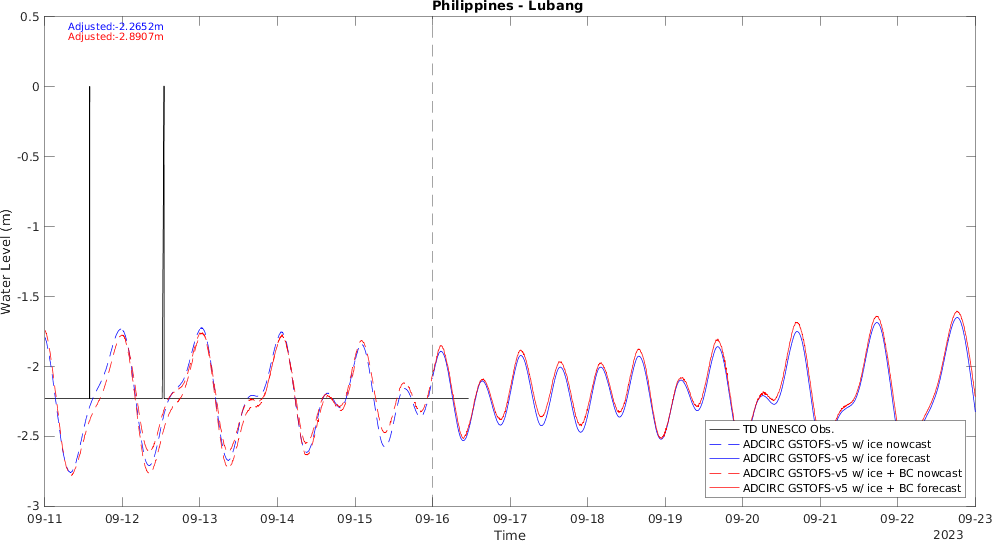 Philippines - Lubang
Adjusted:-2.2652m
Adjusted:-2.8907m
Water Level (m)
0.5
0
-0.5
-1
-1.5
-2
-2.5
-3
TD UNESCO Obs.
ADCIRC GSTOFS-v5 w/ ice nowcast
ADCIRC GSTOFS-v5 w/ ice forecast
ADCIRC GSTOFS-v5 w/ ice + BC nowcast
ADCIRC GSTOFS-v5 w/ ice + BC forecast
09-11 09-12 09-13 09-14 09-15 09-16 09-17 09-18 09-19 09-20 09-21 09-22 09-23
Time
2023